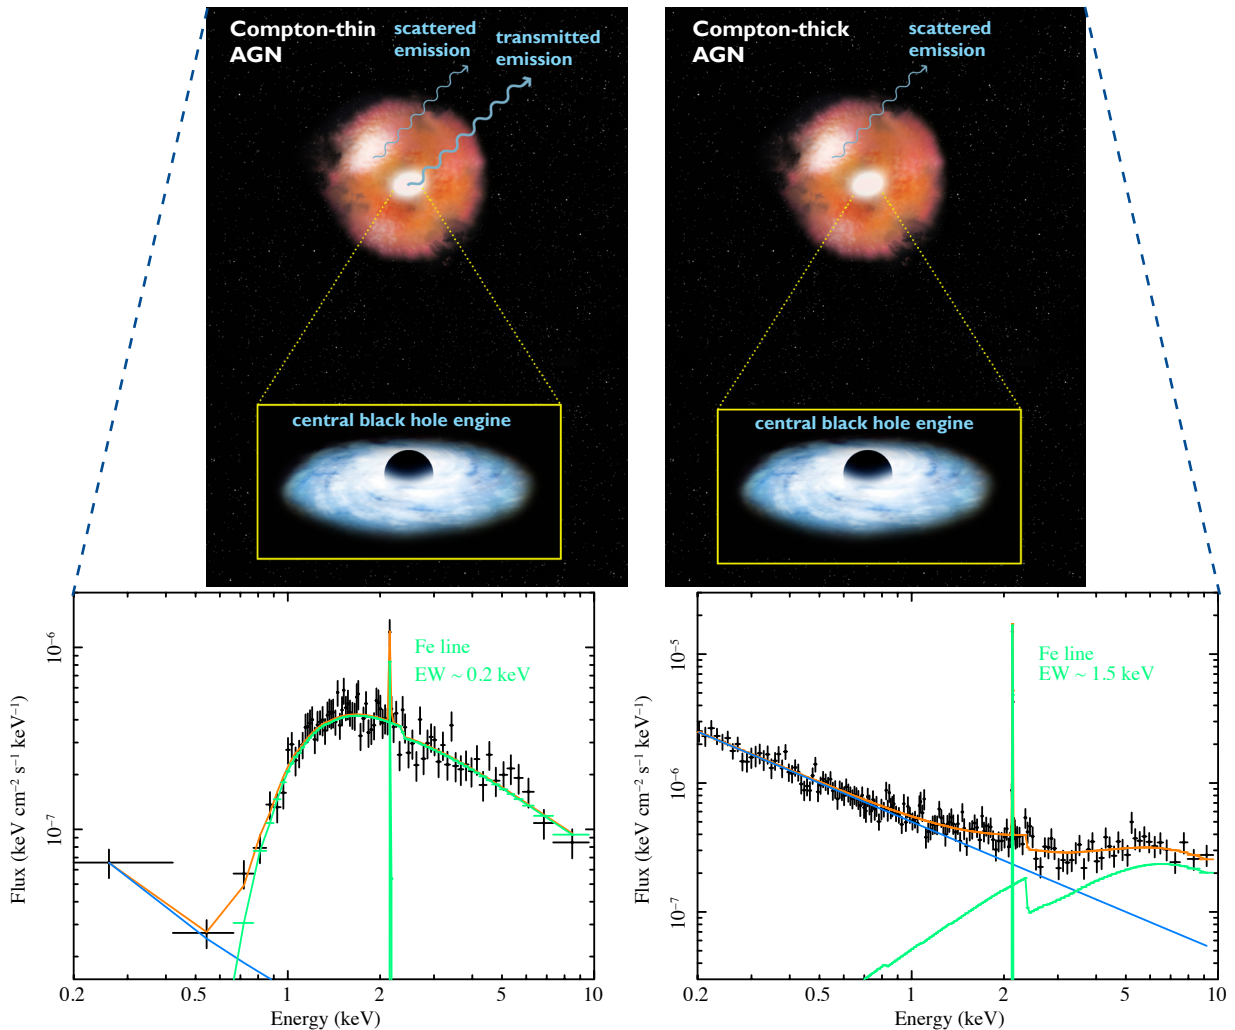 Compton-thin
AGN
scattered
emission
transmitted
emission
central black hole engine
Compton-thick
AGN
scattered
emission
central black hole engine
Flux (keV cm⁻² s⁻¹ keV⁻¹)
10⁻⁶
10⁻⁷
Fe line
EW ~ 0.2 keV
0.2 0.5 1 2 5 10
Energy (keV)
Flux (keV cm⁻² s⁻¹ keV⁻¹)
10⁻⁵
10⁻⁶
10⁻⁷
Fe line
EW ~ 1.5 keV
0.2 0.5 1 2 5 10
Energy (keV)